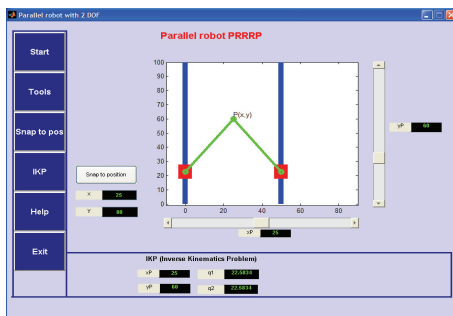 Parallel robot with 2 DOF
Parallel robot PRRRP
Start
Tools
Snap to pos
IKP
Help
Exit
Snap to position
X 25
Y 60
100
90
80
70
60
50
40
30
20
10
0
P(x,y)
0 20 40 60 80
xP 25
yP 60
IKP (Inverse Kinematics Problem)
xP 25 q1 22.5834
yP 60 q2 22.5834